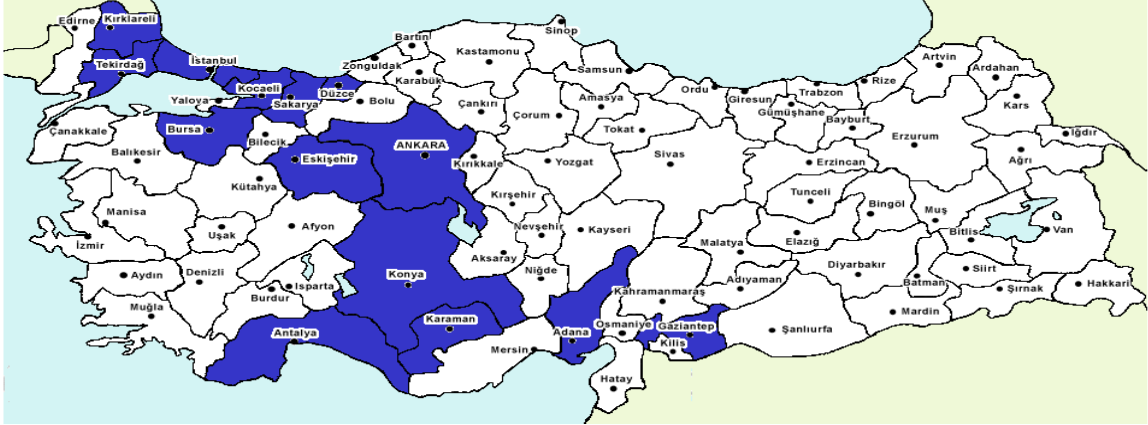 Edirne
Kırklareli
Tekirdağ
İstanbul
Kocaeli
Yalova
Sakarya
Düzce
Zonguldak
Bartın
Karabük
Kastamonu
Sinop
Bolu
Çankırı
Samsun
Amasya
Çorum
Tokat
Ordu
Giresun
Trabzon
Gümüşhane
Bayburt
Rize
Artvin
Ardahan
Kars
Iğdır
Ağrı
Erzurum
Erzincan
Çanakkale
Balıkesir
Bursa
Bilecik
Eskişehir
Kütahya
ANKARA
Kırıkkale
Yozgat
Sivas
Kırşehir
Nevşehir
Kayseri
Tunceli
Bingöl
Muş
Bitlis
Van
Elazığ
Malatya
Manisa
İzmir
Uşak
Afyon
Aydın
Denizli
Isparta
Burdur
Muğla
Antalya
Konya
Aksaray
Niğde
Karaman
Mersin
Adana
Osmaniye
Kahramanmaraş
Gaziantep
Kilis
Hatay
Adıyaman
Şanlıurfa
Diyarbakır
Batman
Siirt
Şırnak
Mardin
Hakkari